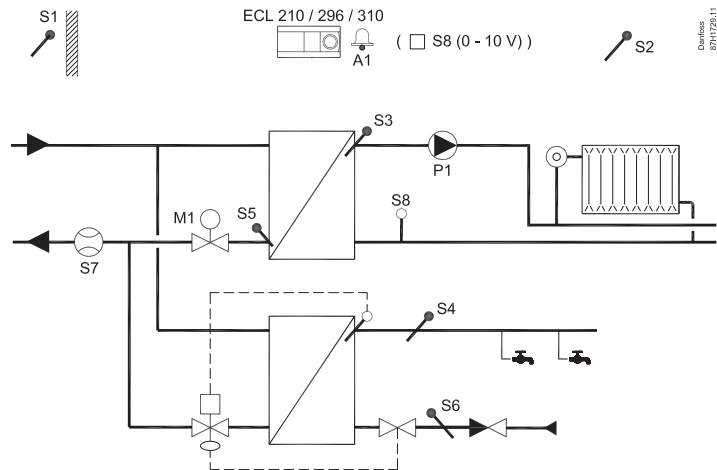 S1
ECL 210 / 296 / 310
A1
( S8 (0 - 10 V) )
S2
Danfoss
87H1729.11
S3
P1
S8
M1
S5
S7
S4
S6